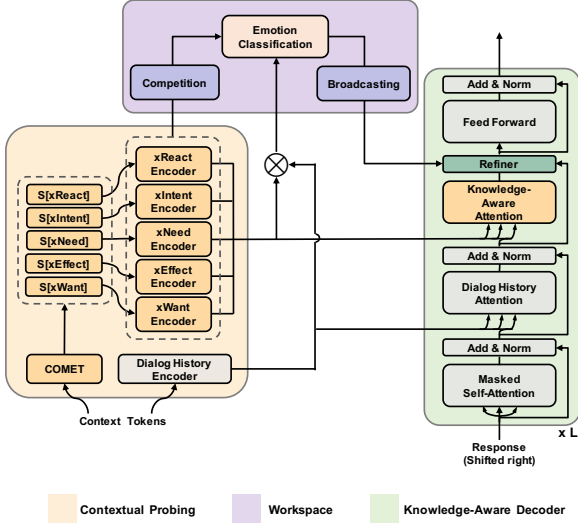 Emotion
Classification
Competition
Broadcasting
xReact
Encoder
xIntent
Encoder
xNeed
Encoder
xEffect
Encoder
xWant
Encoder
S[xReact]
S[xIntent]
S[xNeed]
S[xEffect]
S[xWant]
COMET
Dialog History
Encoder
Context Tokens
Add & Norm
Feed Forward
Refiner
Knowledge-
Aware
Attention
Add & Norm
Dialog History
Attention
Add & Norm
Masked
Self-Attention
x L
Response
(Shifted right)
Contextual Probing
Workspace
Knowledge-Aware Decoder